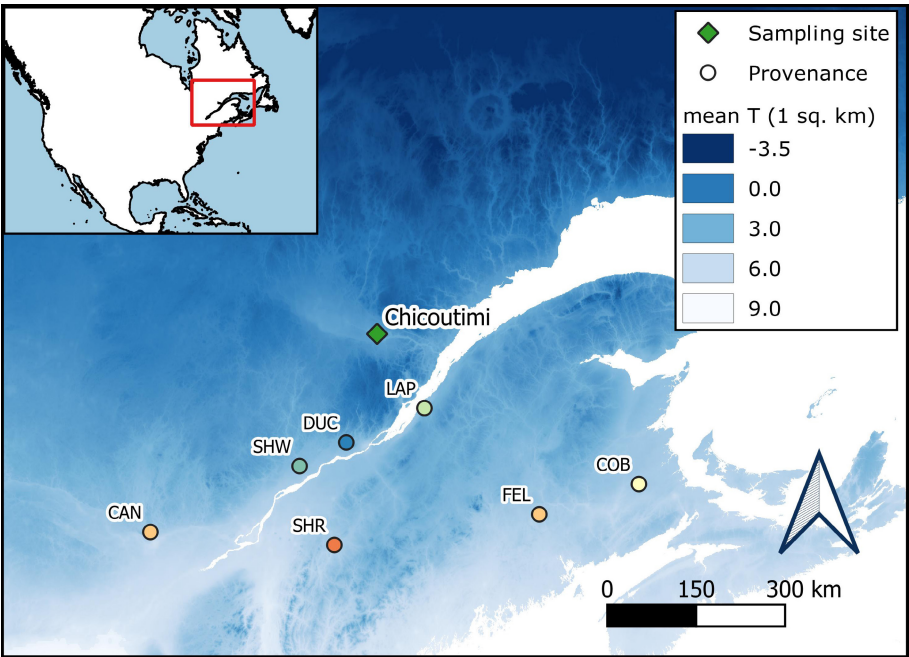 Sampling site
Provenance
mean T (1 sq. km)
-3.5
0.0
3.0
6.0
9.0
Chicoutimi
LAP
DUC
SHW
COB
FEL
CAN
SHR
0 150 300 km